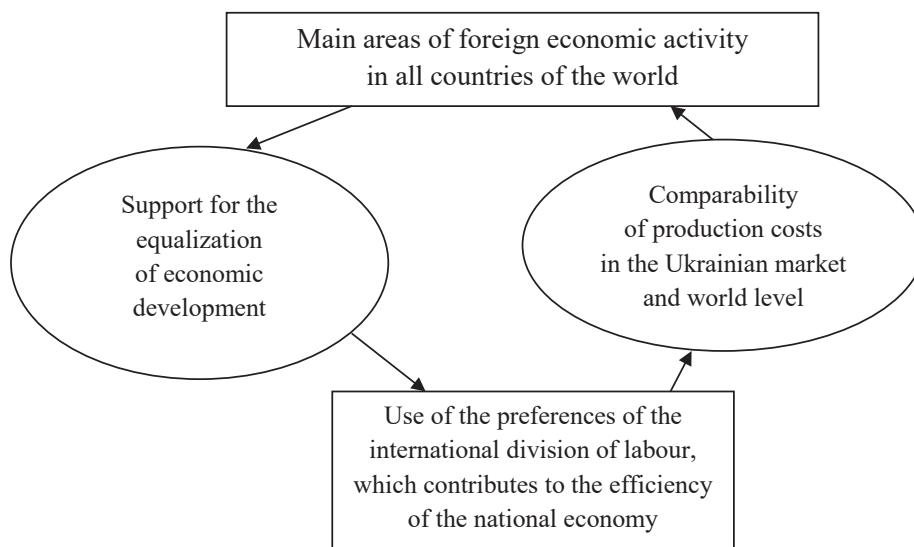 Main areas of foreign economic activity
in all countries of the world
Support for the
equalization
of economic
development
Comparability
of production costs
in the Ukrainian market
and world level
Use of the preferences of the
international division of labour,
which contributes to the efficiency
of the national economy